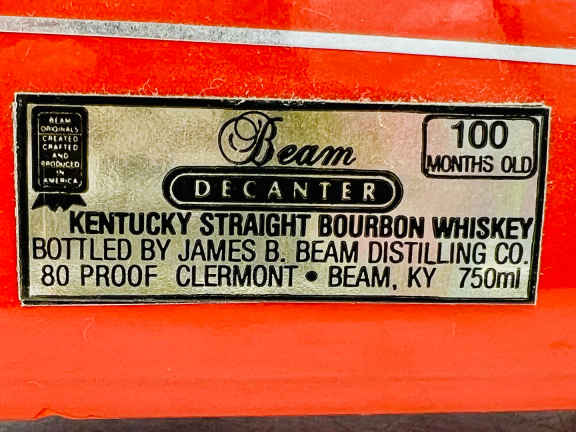 BEAM
ORIGINALS
CREATED
CRAFTED
AND
PRODUCED
IN
AMERICA
Beam
DECANTER
100
MONTHS OLD
KENTUCKY STRAIGHT BOURBON WHISKEY
BOTTLED BY JAMES B. BEAM DISTILLING CO.
80 PROOF CLERMONT • BEAM, KY 750ml